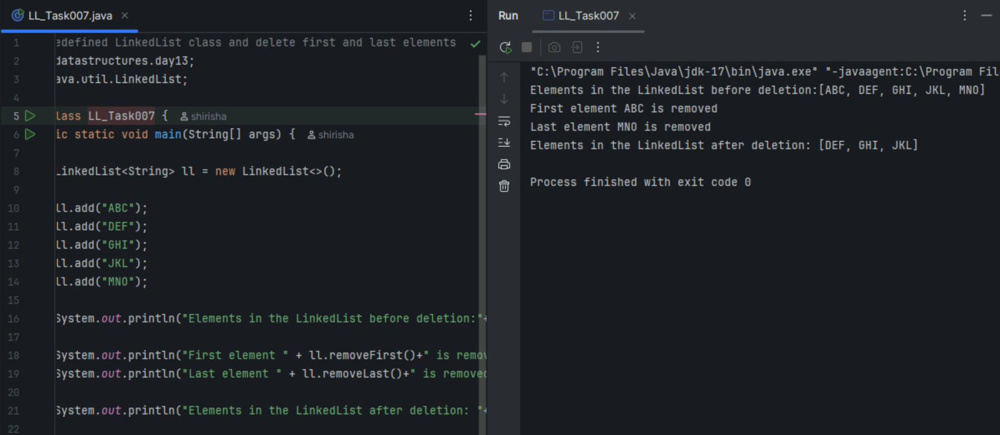 LL_Task007.java
1 edefined LinkedList class and delete first and last elements
2 datastructures.day13;
3 ava.util.LinkedList;
4
5 lass LL_Task007 { shirisha
6 ic static void main(String[] args) { shirisha
7
8 LinkedList<String> ll = new LinkedList<>();
9
10 ll.add("ABC");
11 ll.add("DEF");
12 ll.add("GHI");
13 ll.add("JKL");
14 ll.add("MNO");
15
16 System.out.println("Elements in the LinkedList before deletion:"+
17
18 System.out.println("First element " + ll.removeFirst()+" is remov
19 System.out.println("Last element " + ll.removeLast()+" is removed
20
21 System.out.println("Elements in the LinkedList after deletion: "+
22
Run LL_Task007
"C:\Program Files\Java\jdk-17\bin\java.exe" "-javaagent:C:\Program Fil
Elements in the LinkedList before deletion:[ABC, DEF, GHI, JKL, MNO]
First element ABC is removed
Last element MNO is removed
Elements in the LinkedList after deletion: [DEF, GHI, JKL]
Process finished with exit code 0